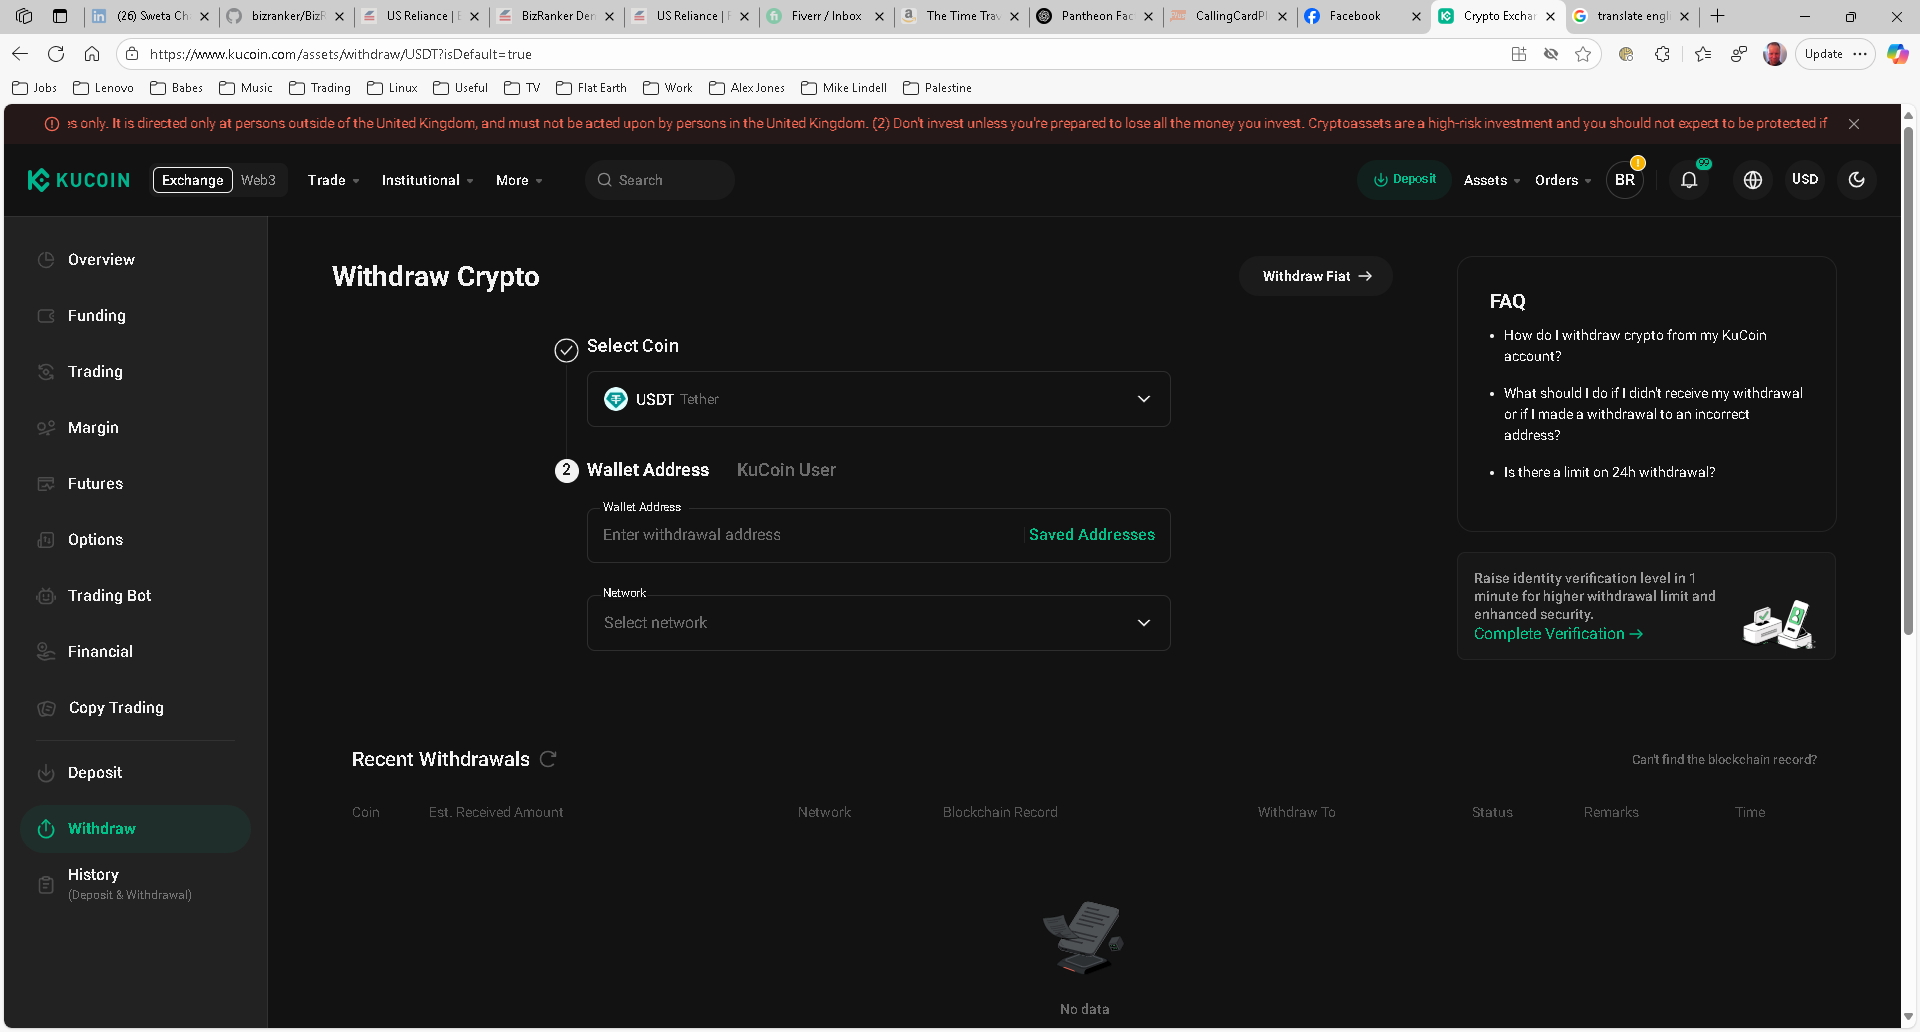 (26) Sweta Ch
bizranker/BizR
US Reliance | E
BizRanker Den
US Reliance | F
Fiverr / Inbox
The Time Trav
Pantheon Fac
CallingCardPl
Facebook
Crypto Exchar
translate engli
https://www.kucoin.com/assets/withdraw/USDT?isDefault=true
Update
Jobs
Lenovo
Babes
Music
Trading
Linux
Useful
TV
Flat Earth
Work
Alex Jones
Mike Lindell
Palestine
es only. It is directed only at persons outside of the United Kingdom, and must not be acted upon by persons in the United Kingdom. (2) Don't invest unless you're prepared to lose all the money you invest. Cryptoassets are a high-risk investment and you should not expect to be protected if
KUCOIN
Exchange
Web3
Trade
Institutional
More
Search
Deposit
Assets
Orders
BR
99
USD
Overview
Funding
Trading
Margin
Futures
Options
Trading Bot
Financial
Copy Trading
Deposit
Withdraw
History
(Deposit & Withdrawal)
Withdraw Crypto
Withdraw Fiat →
Select Coin
USDT Tether
2
Wallet Address
KuCoin User
Wallet Address
Enter withdrawal address
Saved Addresses
Network
Select network
FAQ
• How do I withdraw crypto from my KuCoin
account?
• What should I do if I didn't receive my withdrawal
or if I made a withdrawal to an incorrect
address?
• Is there a limit on 24h withdrawal?
Raise identity verification level in 1
minute for higher withdrawal limit and
enhanced security.
Complete Verification →
Recent Withdrawals
Can't find the blockchain record?
Coin
Est. Received Amount
Network
Blockchain Record
Withdraw To
Status
Remarks
Time
No data